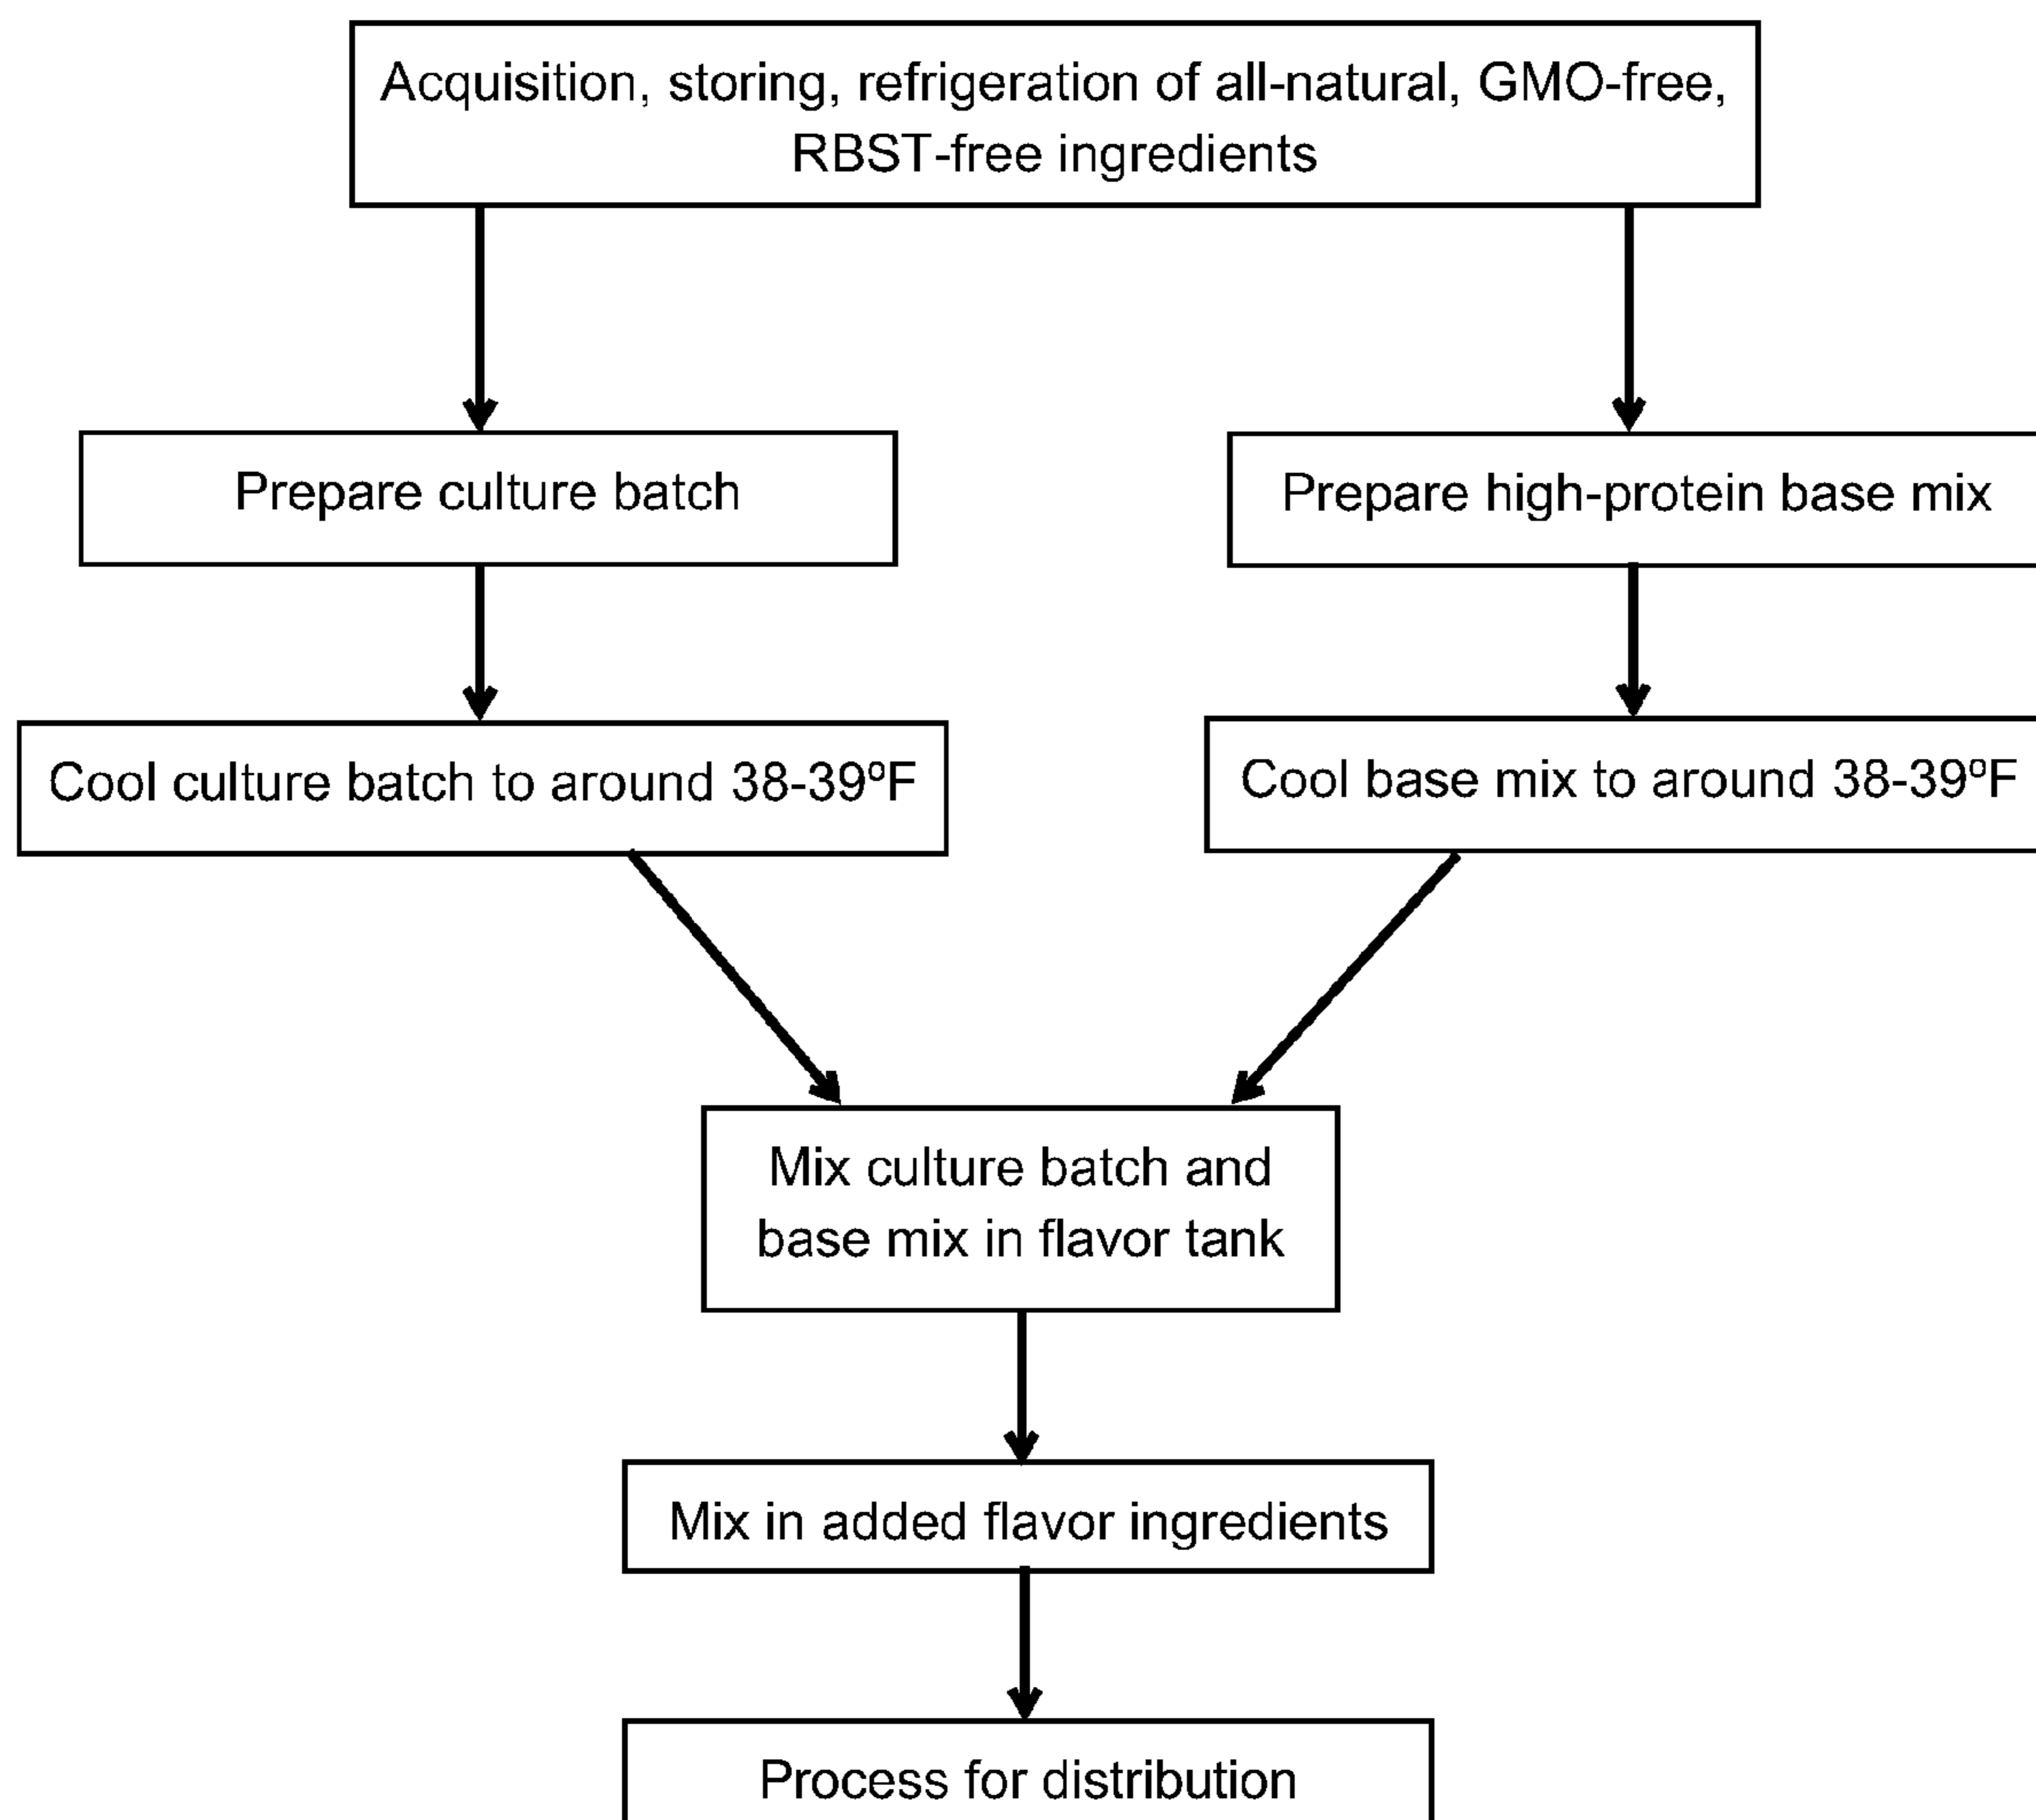 Acquisition, storing, refrigeration of all-natural, GMO-free,
RBST-free ingredients
Prepare culture batch
Prepare high-protein base mix
Cool culture batch to around 38-39ºF
Cool base mix to around 38-39ºF
Mix culture batch and
base mix in flavor tank
Mix in added flavor ingredients
Process for distribution